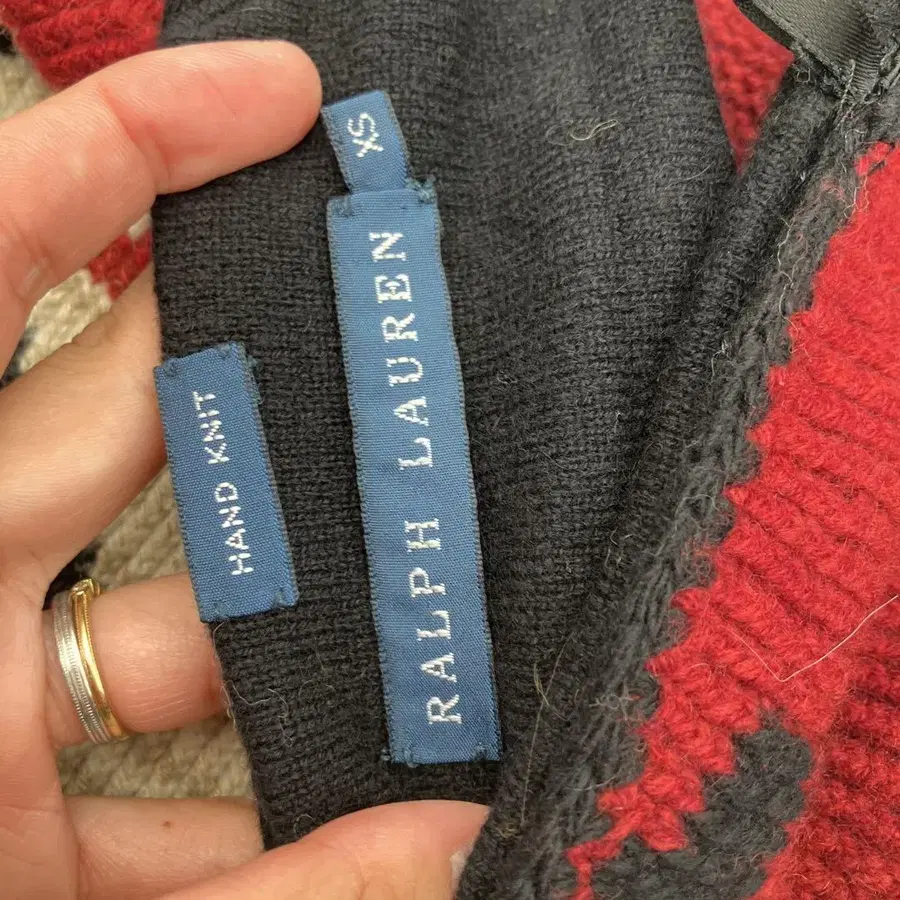 XS
RALPH LAUREN
HAND KNIT